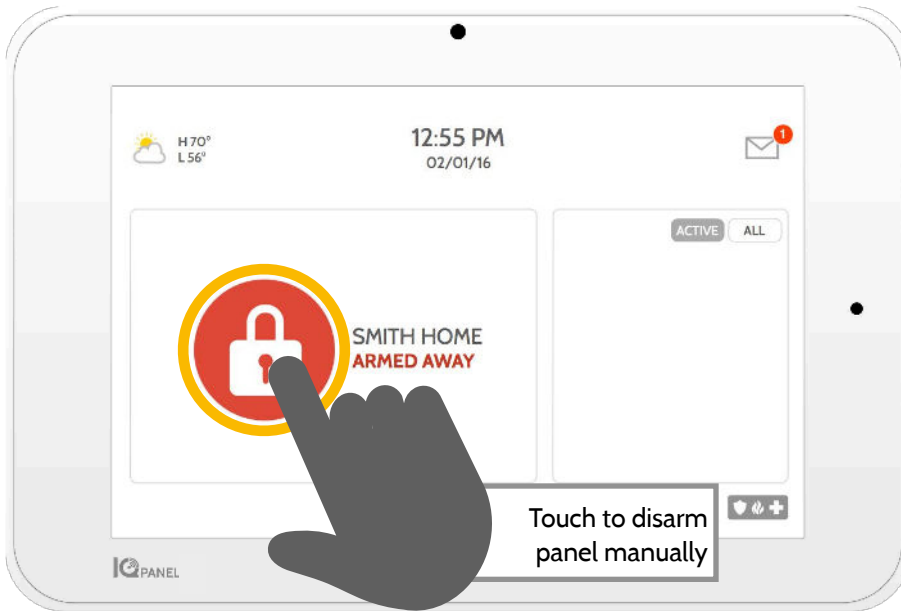 H 70°
L 56°
12:55 PM
02/01/16
1
ACTIVE
ALL
SMITH HOME
ARMED AWAY
Touch to disarm
panel manually
IQ PANEL